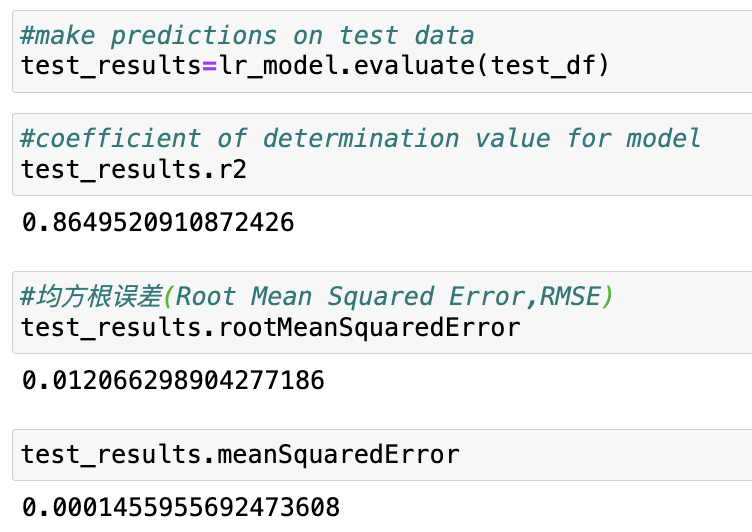 #make predictions on test data
test_results=lr_model.evaluate(test_df)
#coefficient of determination value for model
test_results.r2
0.8649520910872426
#均方根误差(Root Mean Squared Error,RMSE)
test_results.rootMeanSquaredError
0.012066298904277186
test_results.meanSquaredError
0.0001455955692473608